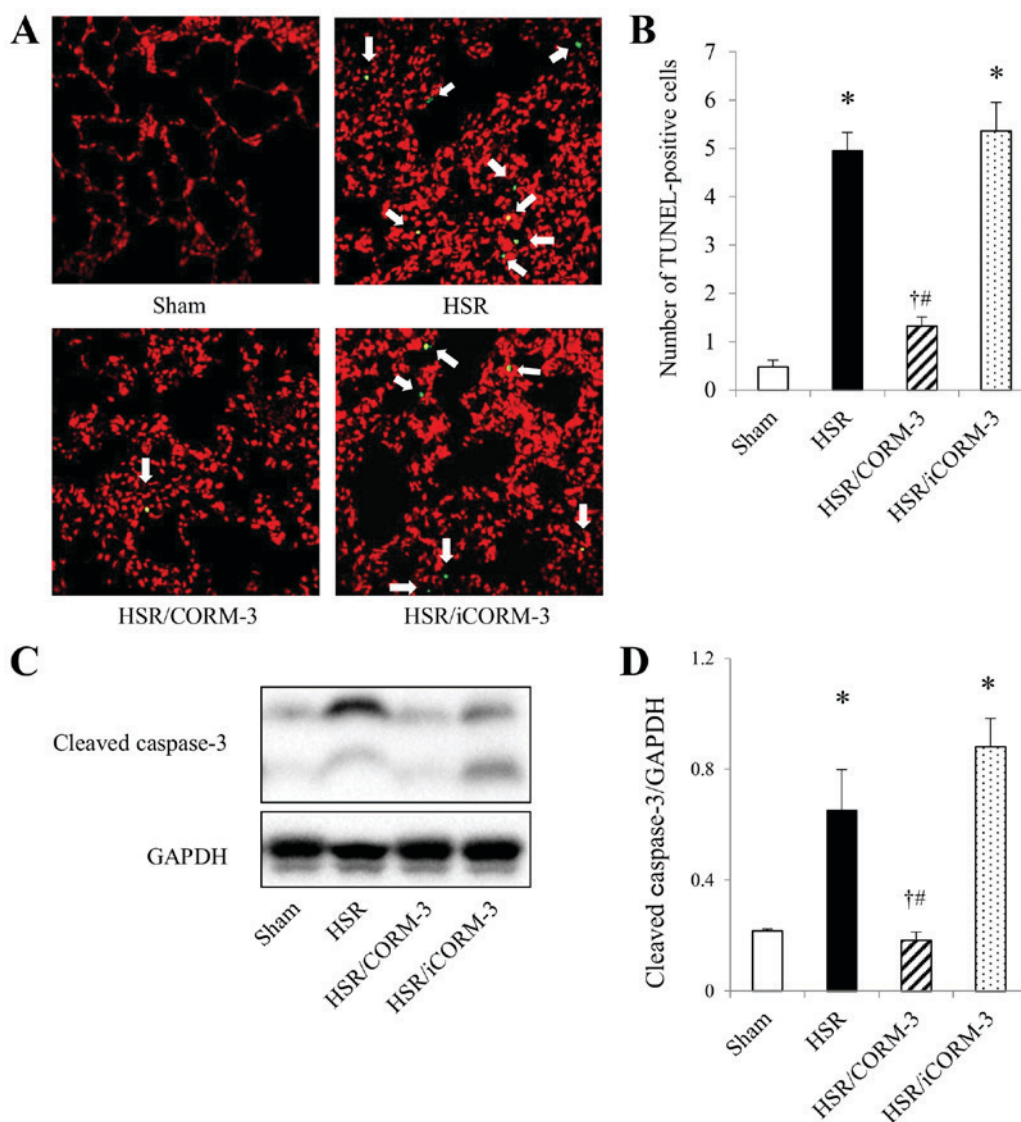 A
Sham
HSR
HSR/CORM-3
HSR/iCORM-3
B
Number of TUNEL-positive cells
7
6
5
4
3
2
1
0
*
*
†#
Sham
HSR
HSR/CORM-3
HSR/iCORM-3
C
Cleaved caspase-3
GAPDH
Sham
HSR
HSR/CORM-3
HSR/iCORM-3
D
Cleaved caspase-3/GAPDH
1.2
0.8
0.4
0
*
*
†#
Sham
HSR
HSR/CORM-3
HSR/iCORM-3